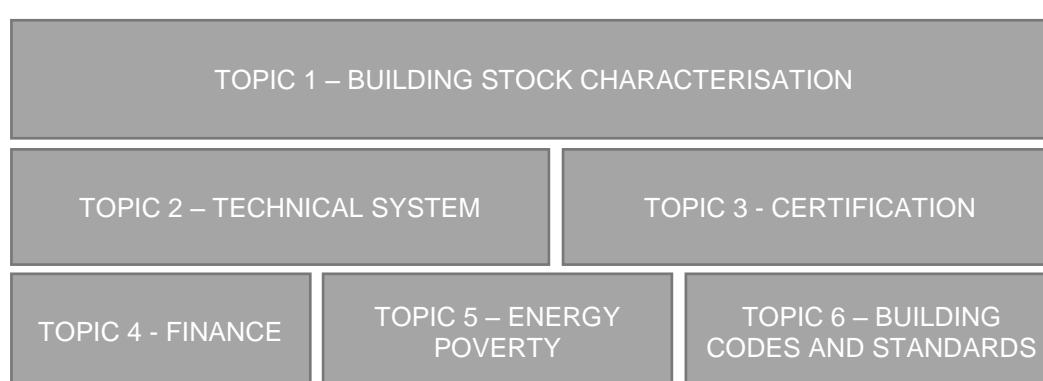 TOPIC 1 – BUILDING STOCK CHARACTERISATION
TOPIC 2 – TECHNICAL SYSTEM
TOPIC 3 - CERTIFICATION
TOPIC 4 - FINANCE
TOPIC 5 – ENERGY
POVERTY
TOPIC 6 – BUILDING
CODES AND STANDARDS